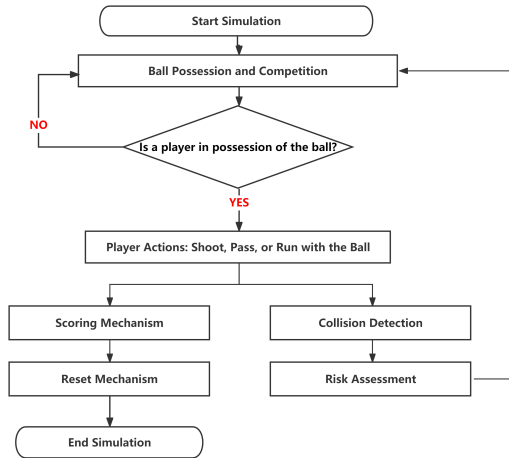 Start Simulation
Ball Possession and Competition
NO
Is a player in possession of the ball?
YES
Player Actions: Shoot, Pass, or Run with the Ball
Scoring Mechanism
Collision Detection
Reset Mechanism
Risk Assessment
End Simulation